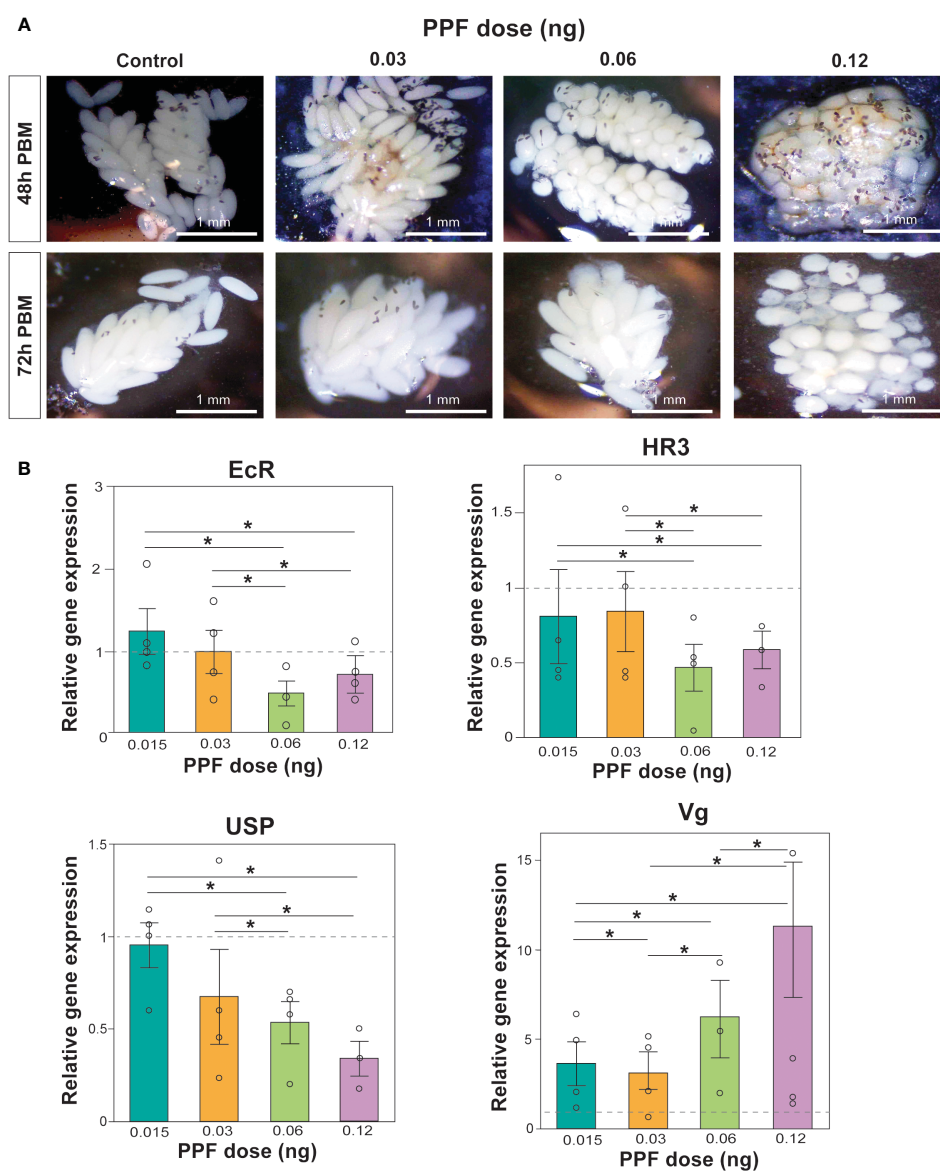 A
PPF dose (ng)
Control 0.03 0.06 0.12
48h PBM
1 mm 1 mm 1 mm 1 mm
72h PBM
1 mm 1 mm 1 mm 1 mm
B
EcR
Relative gene expression
3
2
1
0
* * * *
0.015 0.03 0.06 0.12
PPF dose (ng)
HR3
Relative gene expression
1.5
1
0.5
0
* * * *
0.015 0.03 0.06 0.12
PPF dose (ng)
USP
Relative gene expression
1.5
1
0.5
0
* * * *
0.015 0.03 0.06 0.12
PPF dose (ng)
Vg
Relative gene expression
15
10
5
0
* * * * * *
0.015 0.03 0.06 0.12
PPF dose (ng)